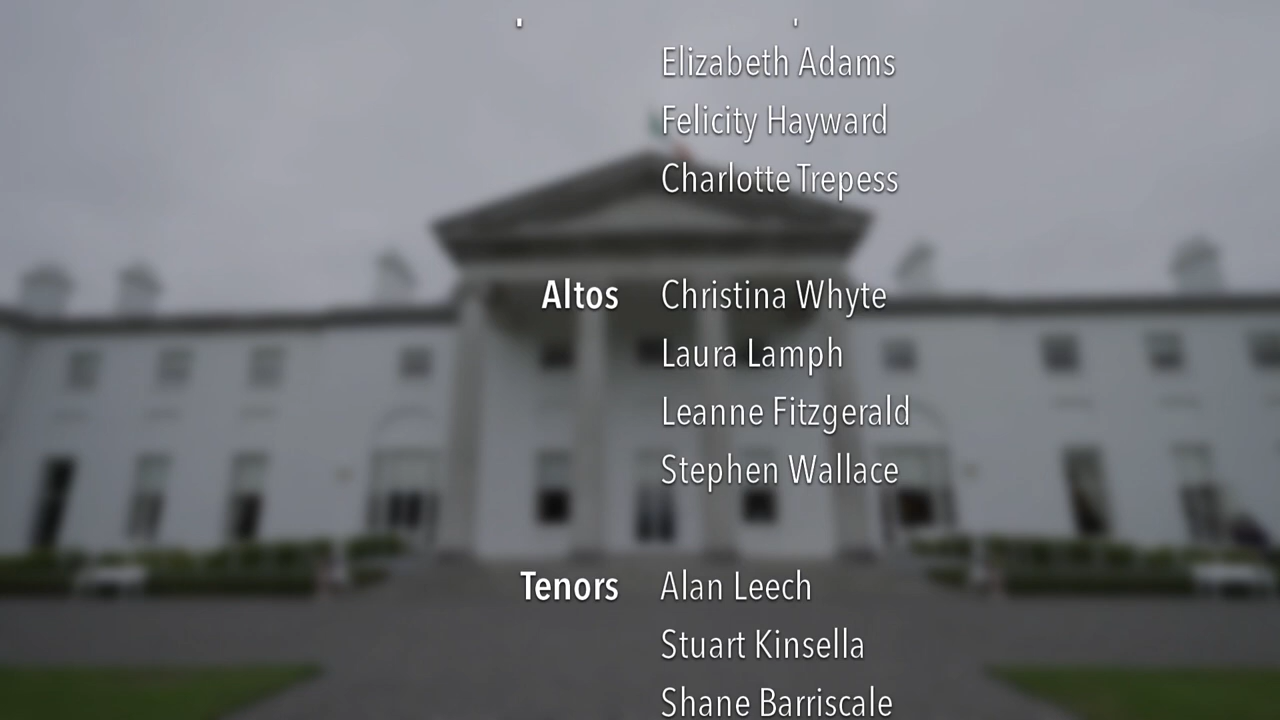 Elizabeth Adams
Felicity Hayward
Charlotte Trepess
Altos Christina Whyte
Laura Lamph
Leanne Fitzgerald
Stephen Wallace
Tenors Alan Leech
Stuart Kinsella
Shane Barriscale